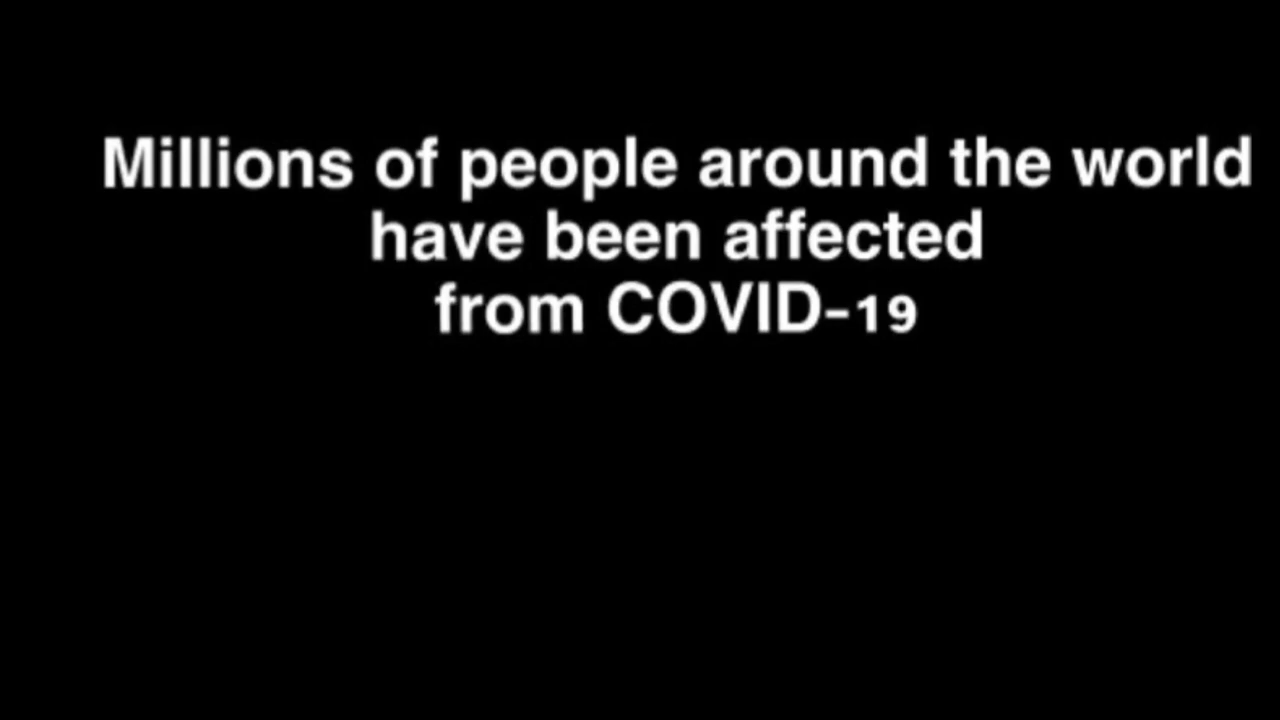 Millions of people around the world
have been affected
from COVID-19